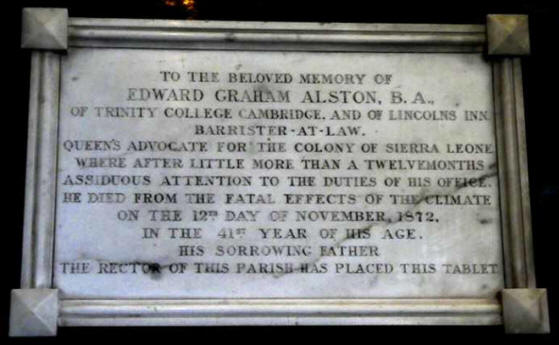 TO THE BELOVED MEMORY OF
EDWARD GRAHAM ALSTON, B.A.,
OF TRINITY COLLEGE CAMBRIDGE, AND OF LINCOLNS INN.
BARRISTER-AT-LAW.
QUEEN'S ADVOCATE FOR THE COLONY OF SIERRA LEONE
WHERE AFTER LITTLE MORE THAN A TWELVEMONTHS
ASSIDUOUS ATTENTION TO THE DUTIES OF HIS OFFICE.
HE DIED FROM THE FATAL EFFECTS OF THE CLIMATE
ON THE 12TH DAY OF NOVEMBER, 1872,
IN THE 41ST YEAR OF HIS AGE.
HIS SORROWING FATHER
THE RECTOR OF THIS PARISH HAS PLACED THIS TABLET